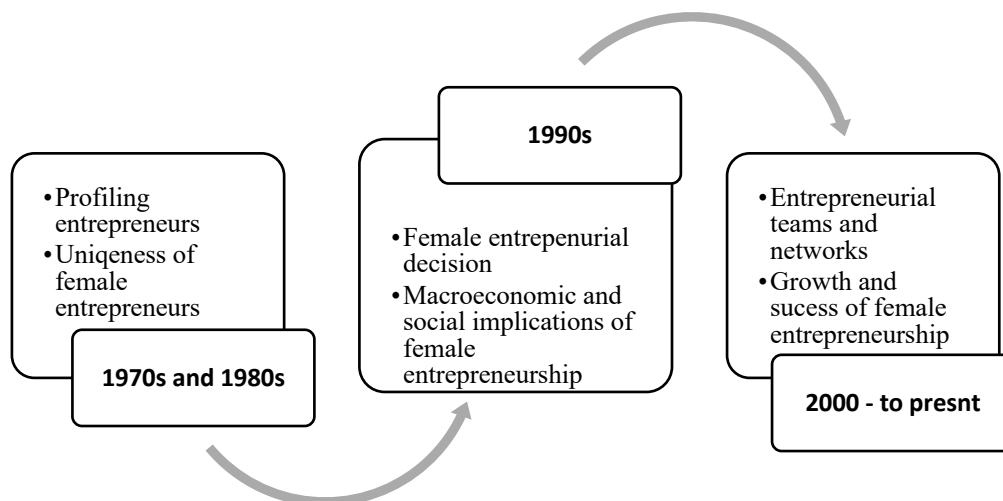 •Profiling
entrepreneurs
•Uniqeness of
female
entrepreneurs
1970s and 1980s
1990s
•Female entrepenurial
decision
•Macroeconomic and
social implications of
female
entrepreneurship
•Entrepreneurial
teams and
networks
•Growth and
sucess of female
entrepreneurship
2000 - to presnt